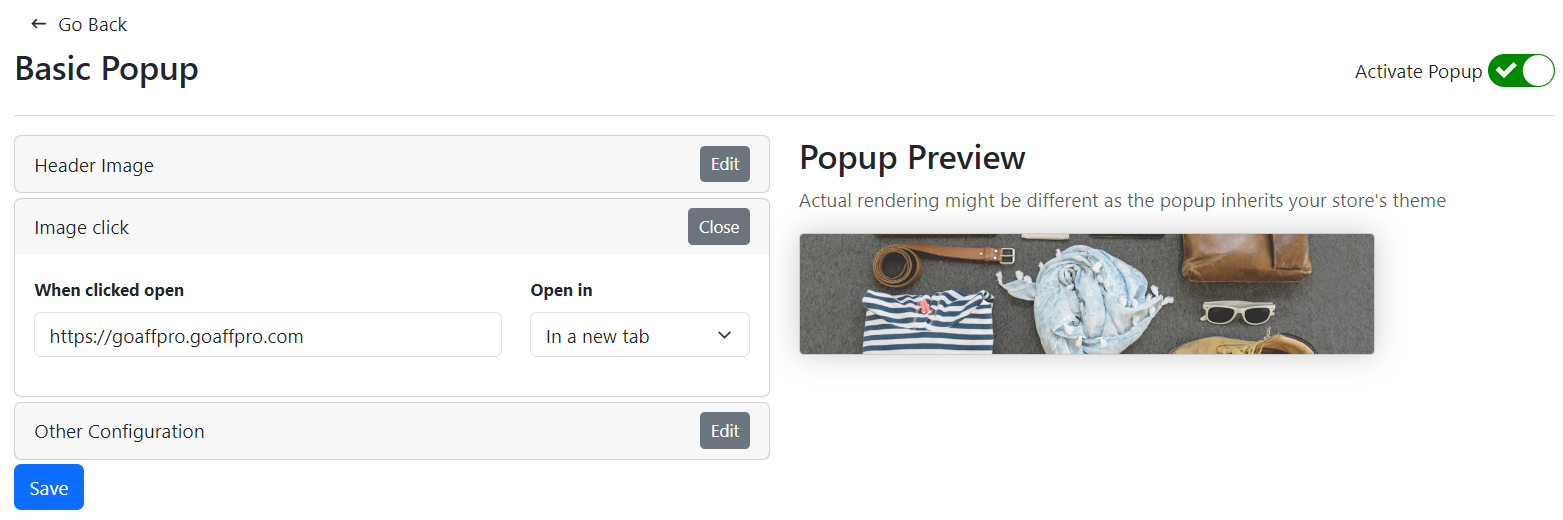 ← Go Back
Basic Popup
Activate Popup
Header Image
Edit
Image click
Close
When clicked open
Open in
https://goaffpro.goaffpro.com
In a new tab
Other Configuration
Edit
Save
Popup Preview
Actual rendering might be different as the popup inherits your store's theme